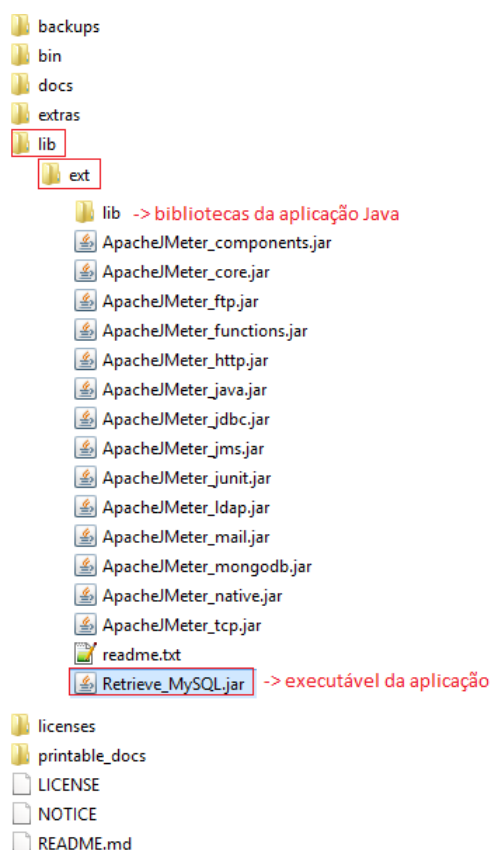 backups
bin
docs
extras
lib
ext
lib -> bibliotecas da aplicação Java
ApacheJMeter_components.jar
ApacheJMeter_core.jar
ApacheJMeter_ftp.jar
ApacheJMeter_functions.jar
ApacheJMeter_http.jar
ApacheJMeter_java.jar
ApacheJMeter_jdbc.jar
ApacheJMeter_jms.jar
ApacheJMeter_junit.jar
ApacheJMeter_ldap.jar
ApacheJMeter_mail.jar
ApacheJMeter_mongodb.jar
ApacheJMeter_native.jar
ApacheJMeter_tcp.jar
readme.txt
Retrieve_MySQL.jar -> executável da aplicação
licenses
printable_docs
LICENSE
NOTICE
README.md